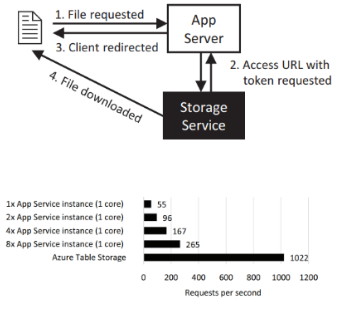 1. File requested
App
Server
3. Client redirected
2. Access URL with
token requested
4. File downloaded
Storage
Service
1x App Service instance (1 core) 55
2x App Service instance (1 core) 96
4x App Service instance (1 core) 167
8x App Service instance (1 core) 265
Azure Table Storage 1022
0 200 400 600 800 1000 1200
Requests per second